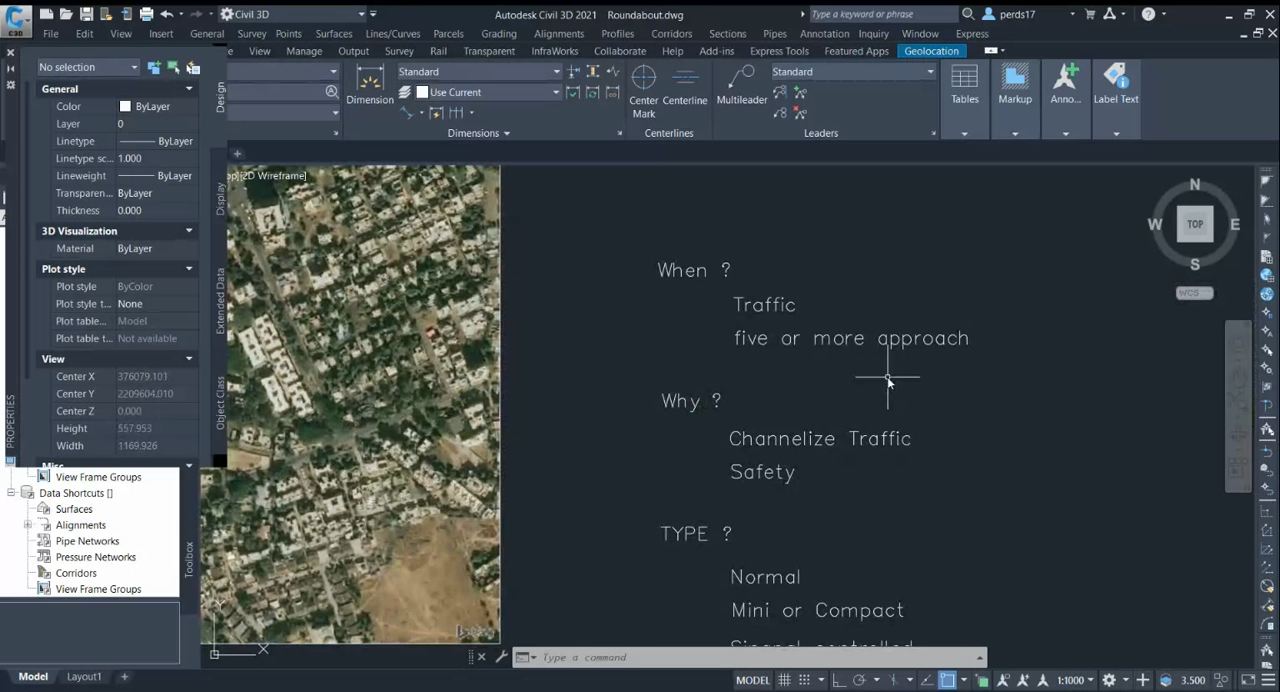 Civil 3D
Autodesk Civil 3D 2021 Roundabout.dwg
Type a keyword or phrase
perds17
File Edit View Insert General Survey Points Surfaces Lines/Curves Parcels Grading Alignments Profiles Corridors Sections Pipes Annotation Inquiry Window Express
View Manage Output Survey Rail Transparent InfraWorks Collaborate Help Add-ins Express Tools Featured Apps Geolocation
No selection
General
Color ByLayer
Layer 0
Linetype ByLayer
Linetype sc... 1.000
Lineweight ByLayer
Transparen... ByLayer
Thickness 0.000
3D Visualization
Material ByLayer
Plot style
Plot style ByColor
Plot style t... None
Plot table... Model
Plot table t... Not available
View
Center X 376079.101
Center Y 2209604.010
Center Z 0.000
Height 557.953
Width 1169.926
Misc
PROPERTIES
Design
Display
Extended Data
Object Class
Toolbox
View Frame Groups
Data Shortcuts []
Surfaces
Alignments
Pipe Networks
Pressure Networks
Corridors
View Frame Groups
Dimension
Standard
Use Current
Dimensions
Center Mark
Centerline
Centerlines
Multileader
Standard
Leaders
Tables
Markup
Anno...
Label Text
[2D Wireframe]
When ?
Traffic
five or more approach
Why ?
Channelize Traffic
Safety
TYPE ?
Normal
Mini or Compact
N
W TOP E
S
WCS
Y
X
Type a command
Model Layout1
MODEL 1:1000 3.500